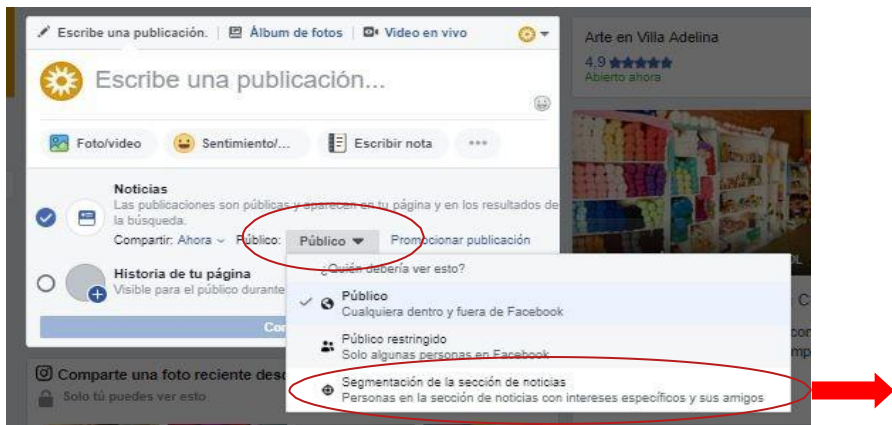 Escribe una publicación. | Álbum de fotos | Video en vivo
Arte en Villa Adelina
4,9
Abierto ahora
Escribe una publicación...
Foto/video Sentimiento/... Escribir nota
Noticias
Las publicaciones son públicas y aparecen en tu página y en los resultados de
la búsqueda.
Compartir: Ahora Público: Público Promocionar publicación
¿Quién debería ver esto?
Historia de tu página
Visible para el público durante
Público
Cualquiera dentro y fuera de Facebook
Público restringido
Solo algunas personas en Facebook
Segmentación de la sección de noticias
Personas en la sección de noticias con intereses específicos y sus amigos
Comparte una foto reciente
Solo tú puedes ver esto